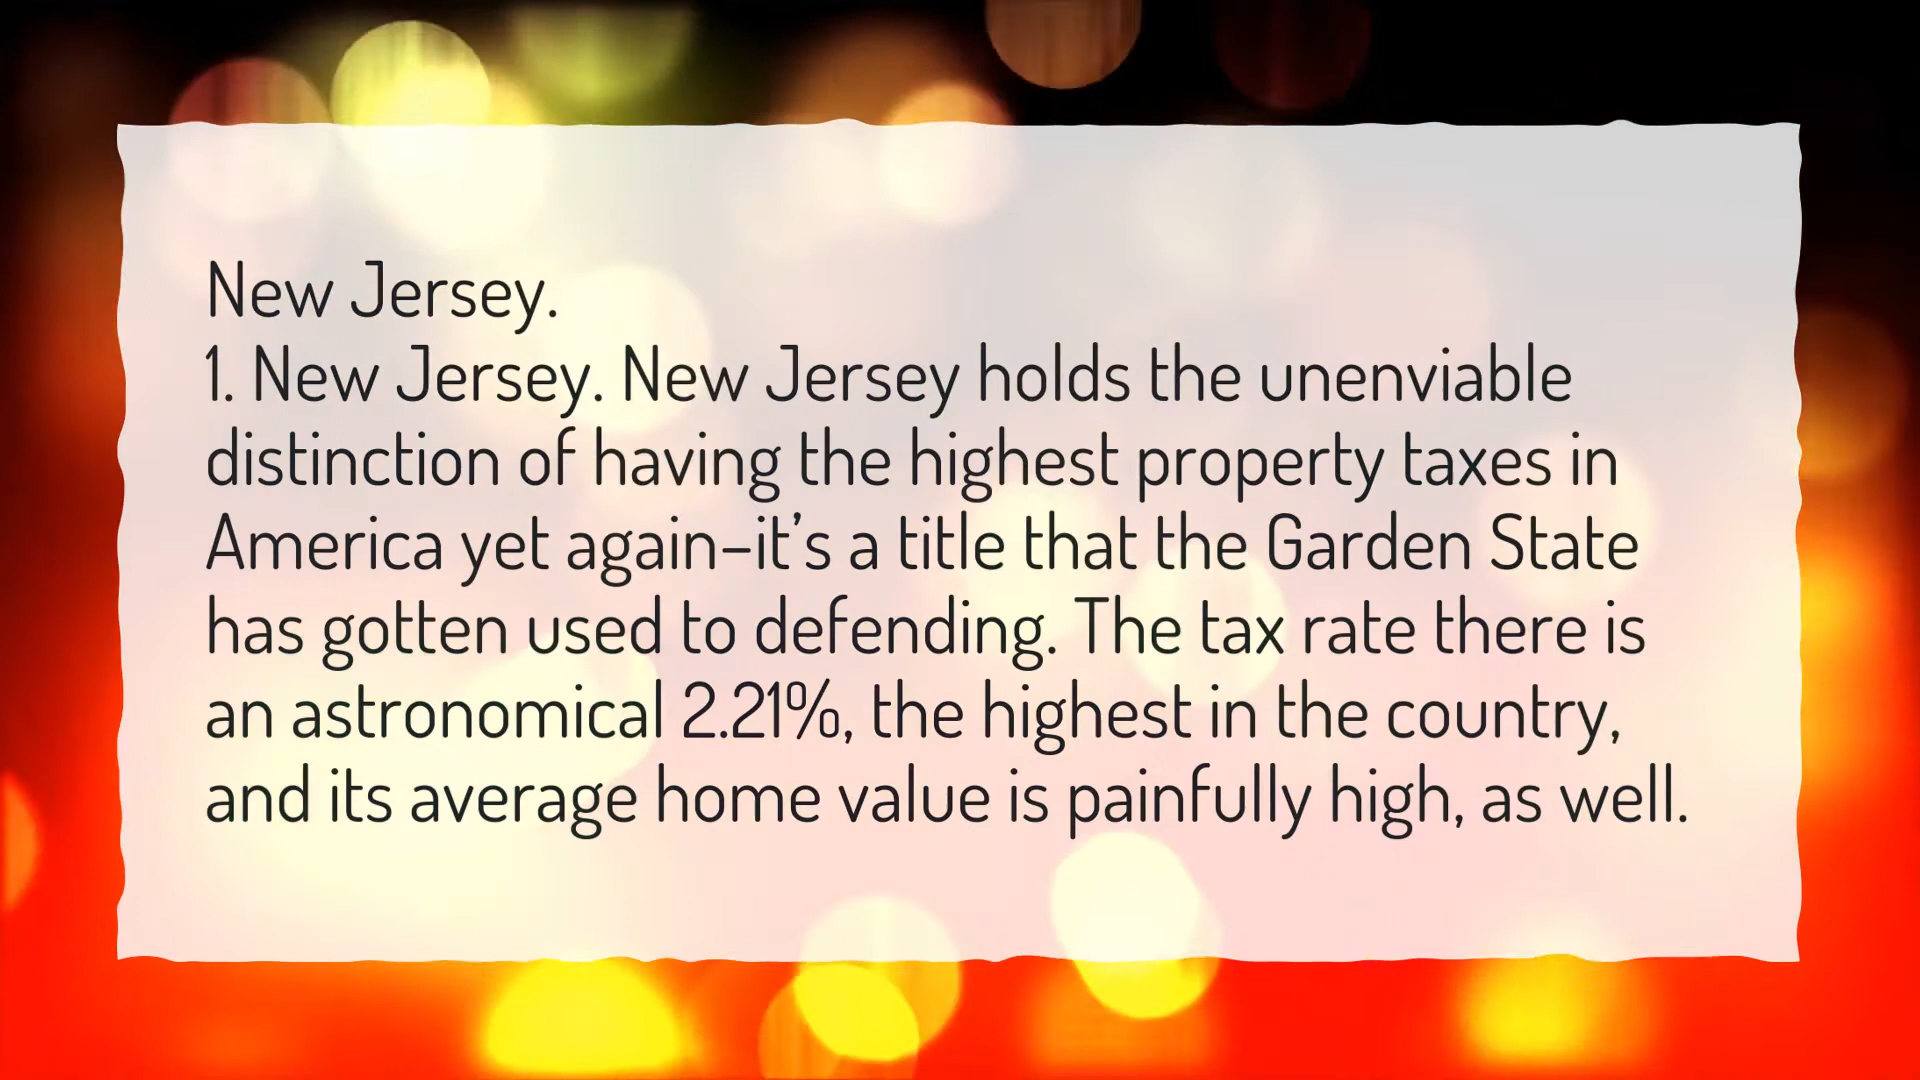 New Jersey.
1. New Jersey. New Jersey holds the unenviable
distinction of having the highest property taxes in
America yet again–it’s a title that the Garden State
has gotten used to defending. The tax rate there is
an astronomical 2.21%, the highest in the country,
and its average home value is painfully high, as well.